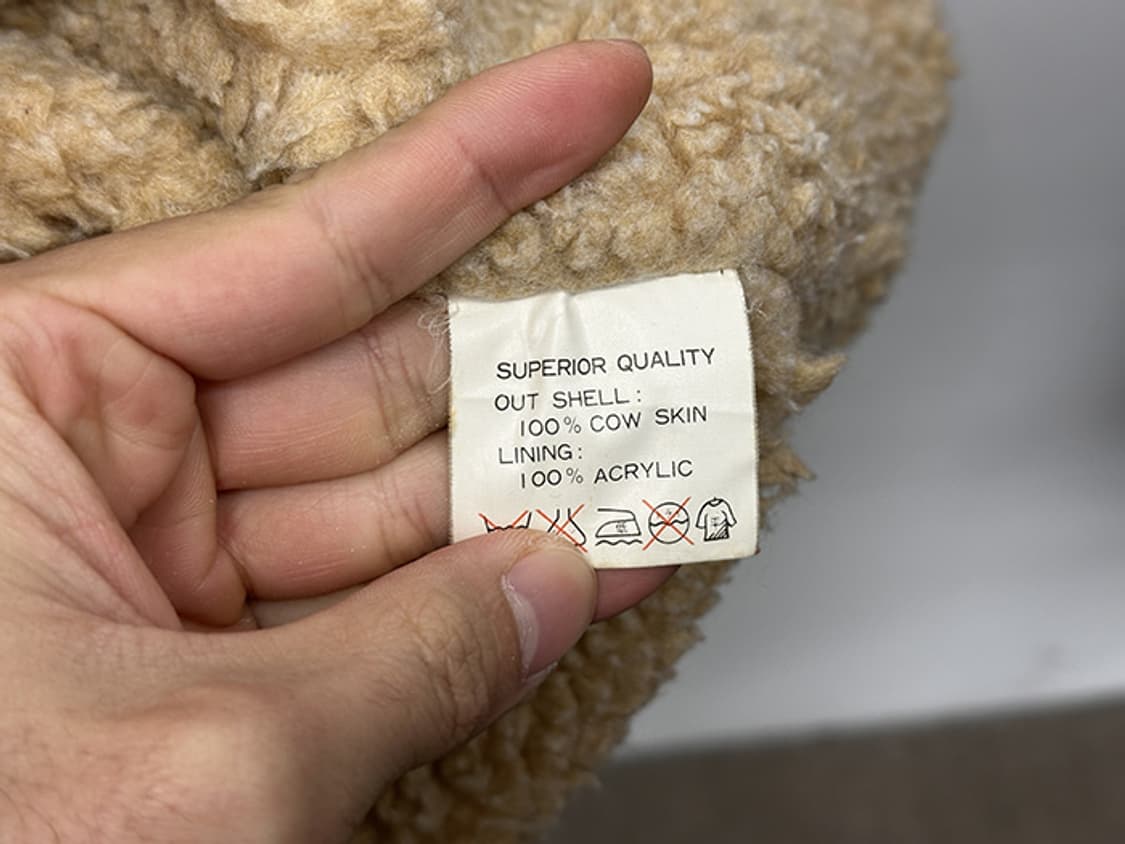 SUPERIOR QUALITY
OUT SHELL:
100% COW SKIN
LINING:
100% ACRYLIC